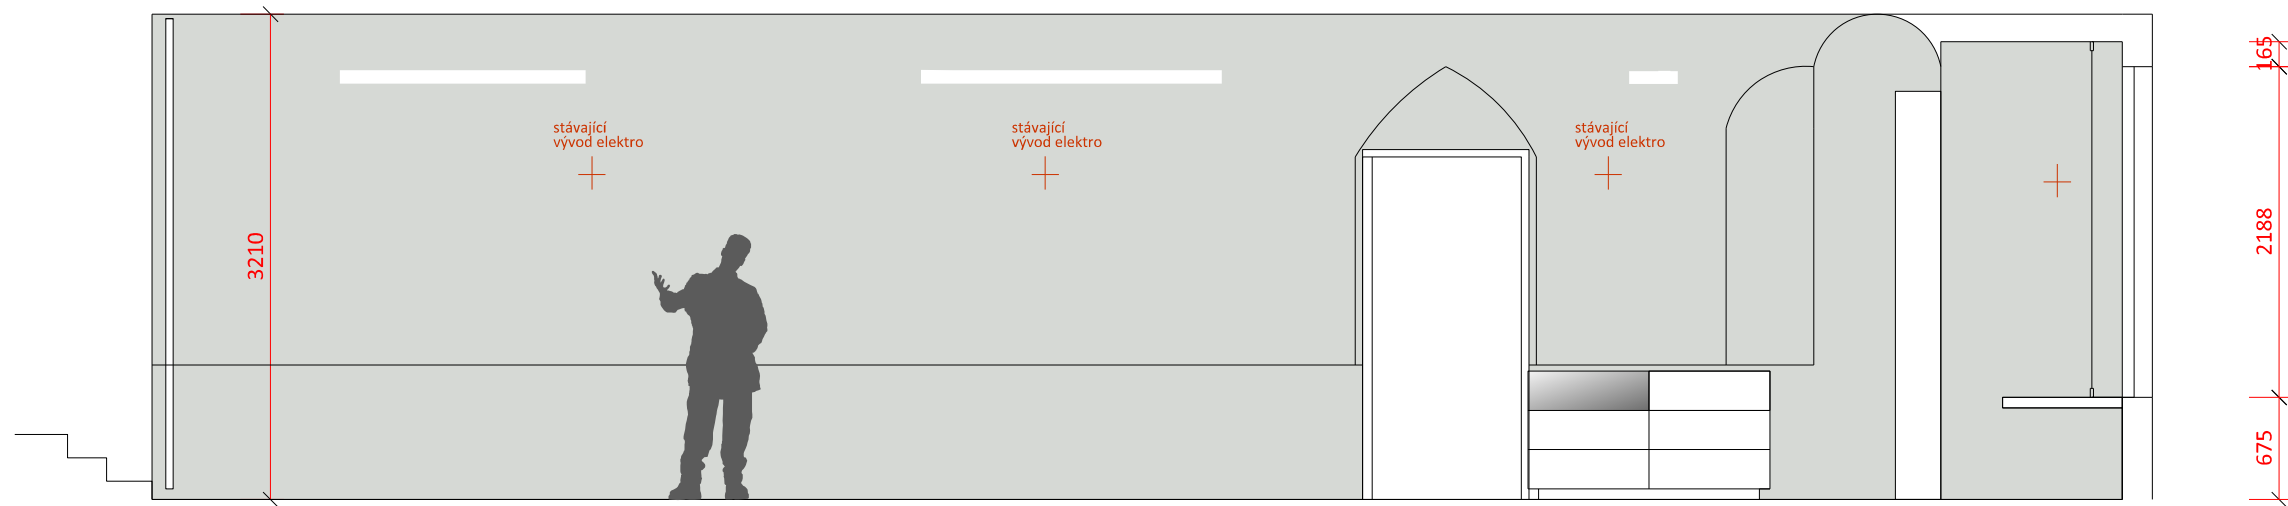 165
stávající
vývod elektro
stávající
vývod elektro
stávající
vývod elektro
3210
2188
675